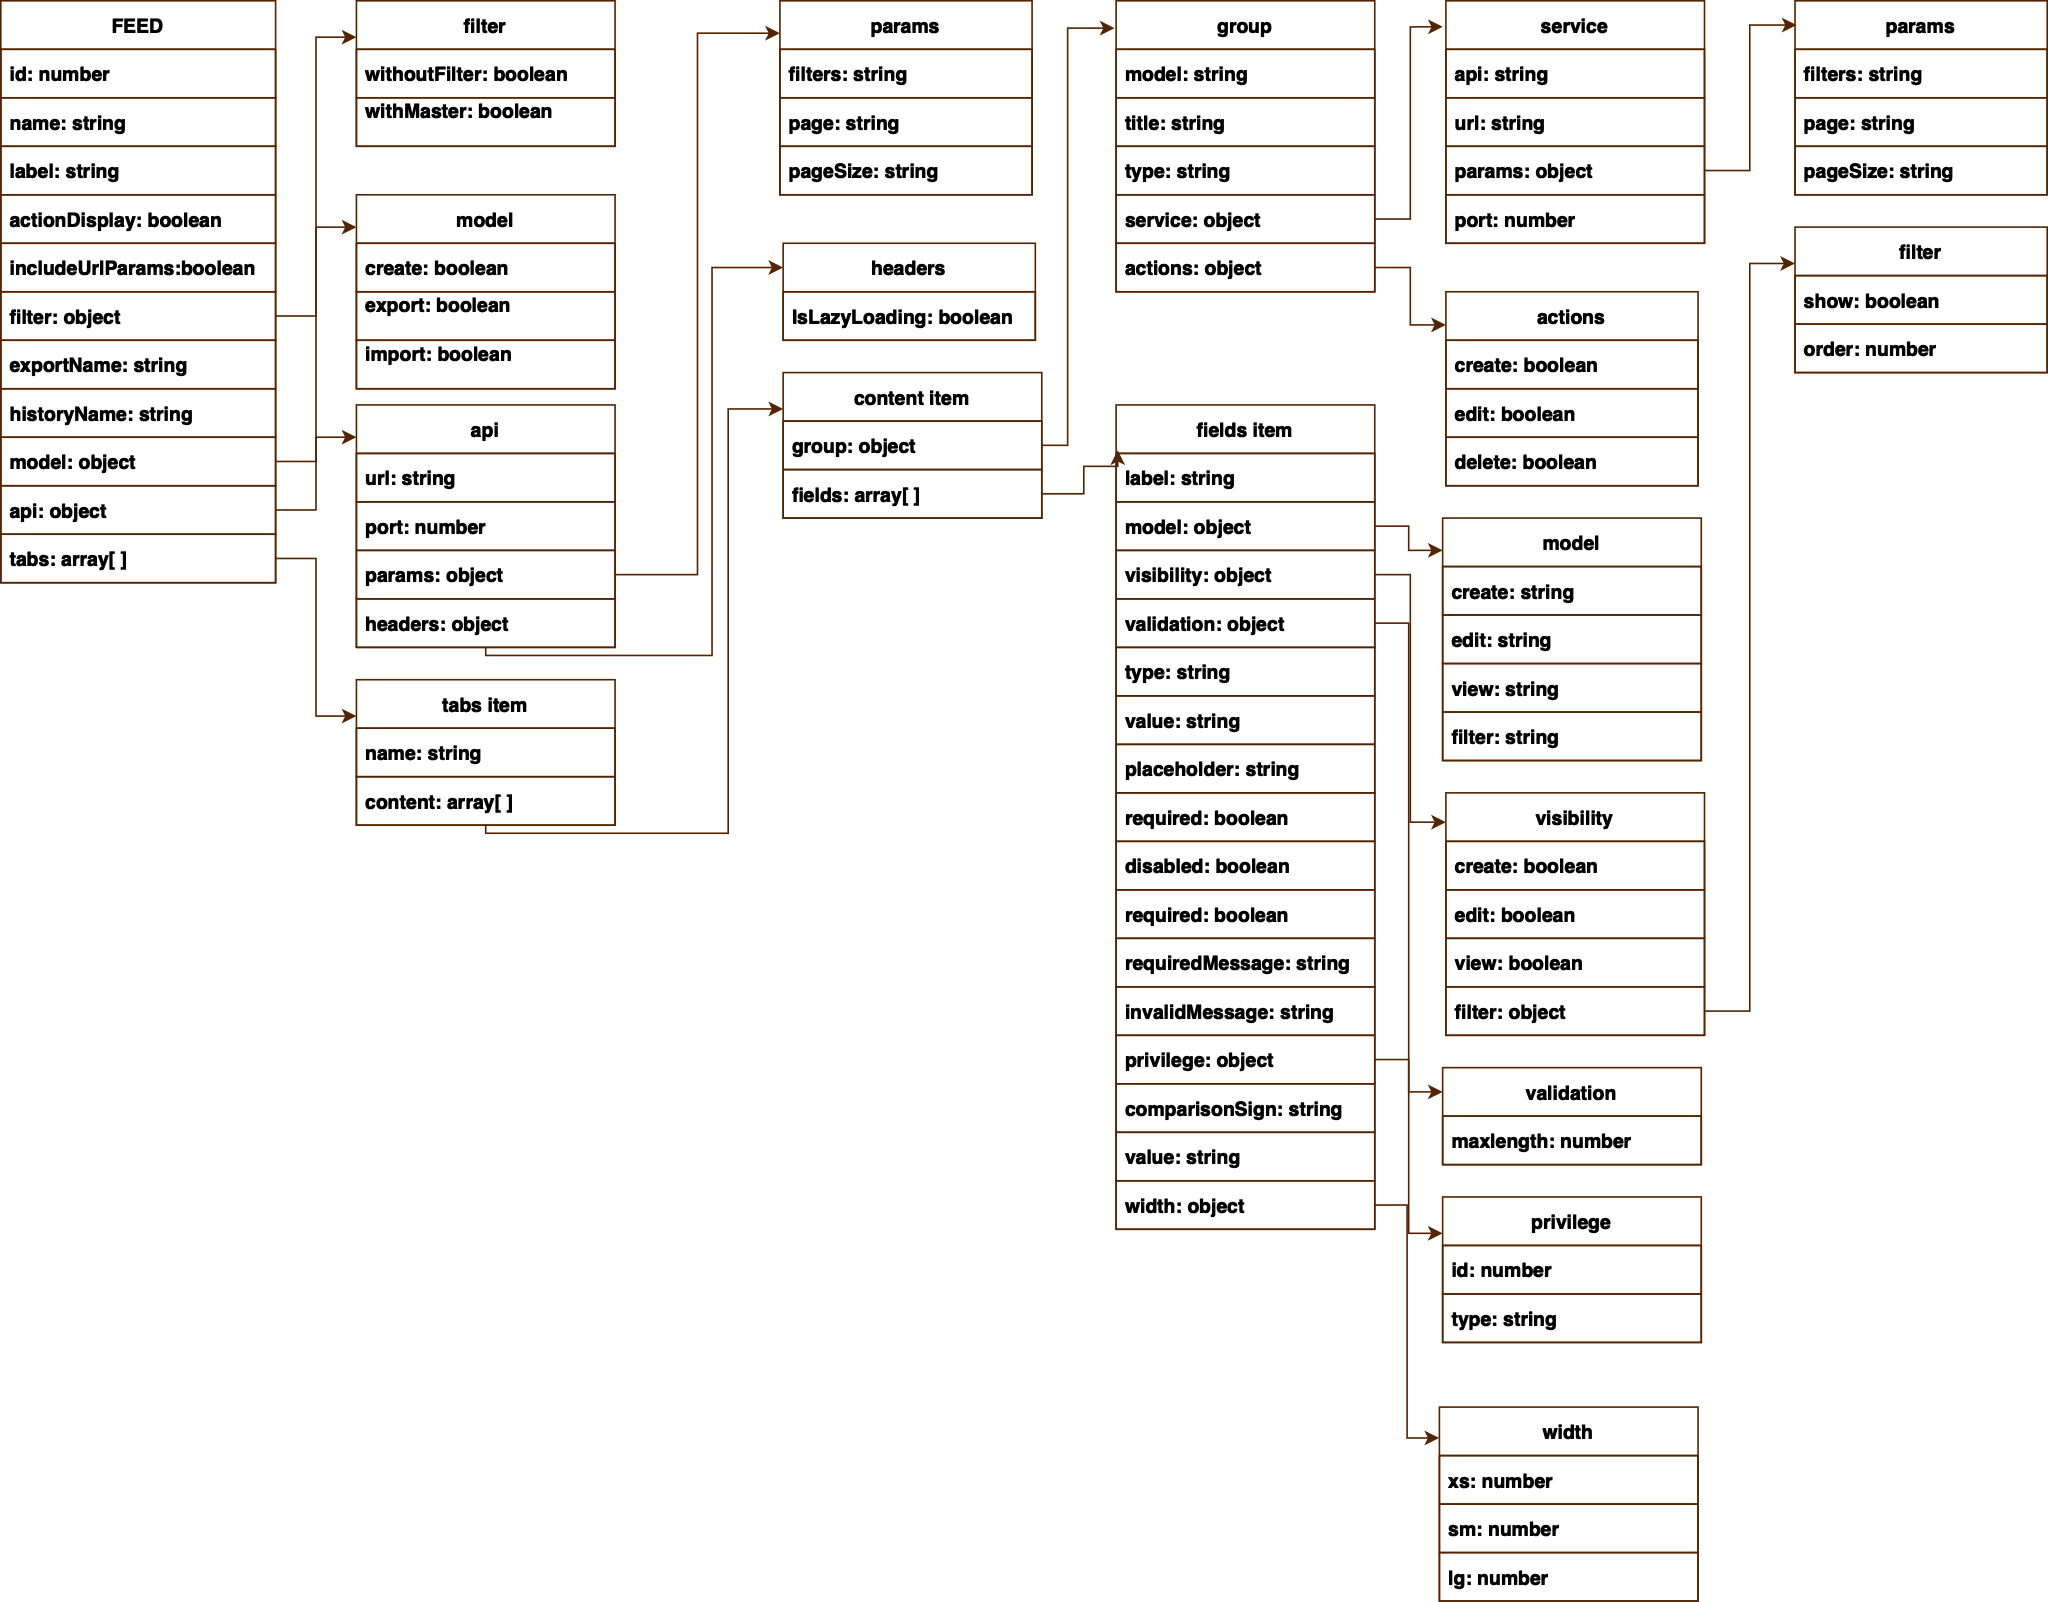 FEED
id: number
name: string
label: string
actionDisplay: boolean
includeUrlParams:boolean
filter: object
exportName: string
historyName: string
model: object
api: object
tabs: array[ ]
filter
withoutFilter: boolean
withMaster: boolean
model
create: boolean
export: boolean
import: boolean
api
url: string
port: number
params: object
headers: object
tabs item
name: string
content: array[ ]
params
filters: string
page: string
pageSize: string
headers
IsLazyLoading: boolean
content item
group: object
fields: array[ ]
group
model: string
title: string
type: string
service: object
actions: object
fields item
label: string
model: object
visibility: object
validation: object
type: string
value: string
placeholder: string
required: boolean
disabled: boolean
required: boolean
requiredMessage: string
invalidMessage: string
privilege: object
comparisonSign: string
value: string
width: object
service
api: string
url: string
params: object
port: number
actions
create: boolean
edit: boolean
delete: boolean
model
create: string
edit: string
view: string
filter: string
visibility
create: boolean
edit: boolean
view: boolean
filter: object
validation
maxlength: number
privilege
id: number
type: string
width
xs: number
sm: number
lg: number
params
filters: string
page: string
pageSize: string
filter
show: boolean
order: number